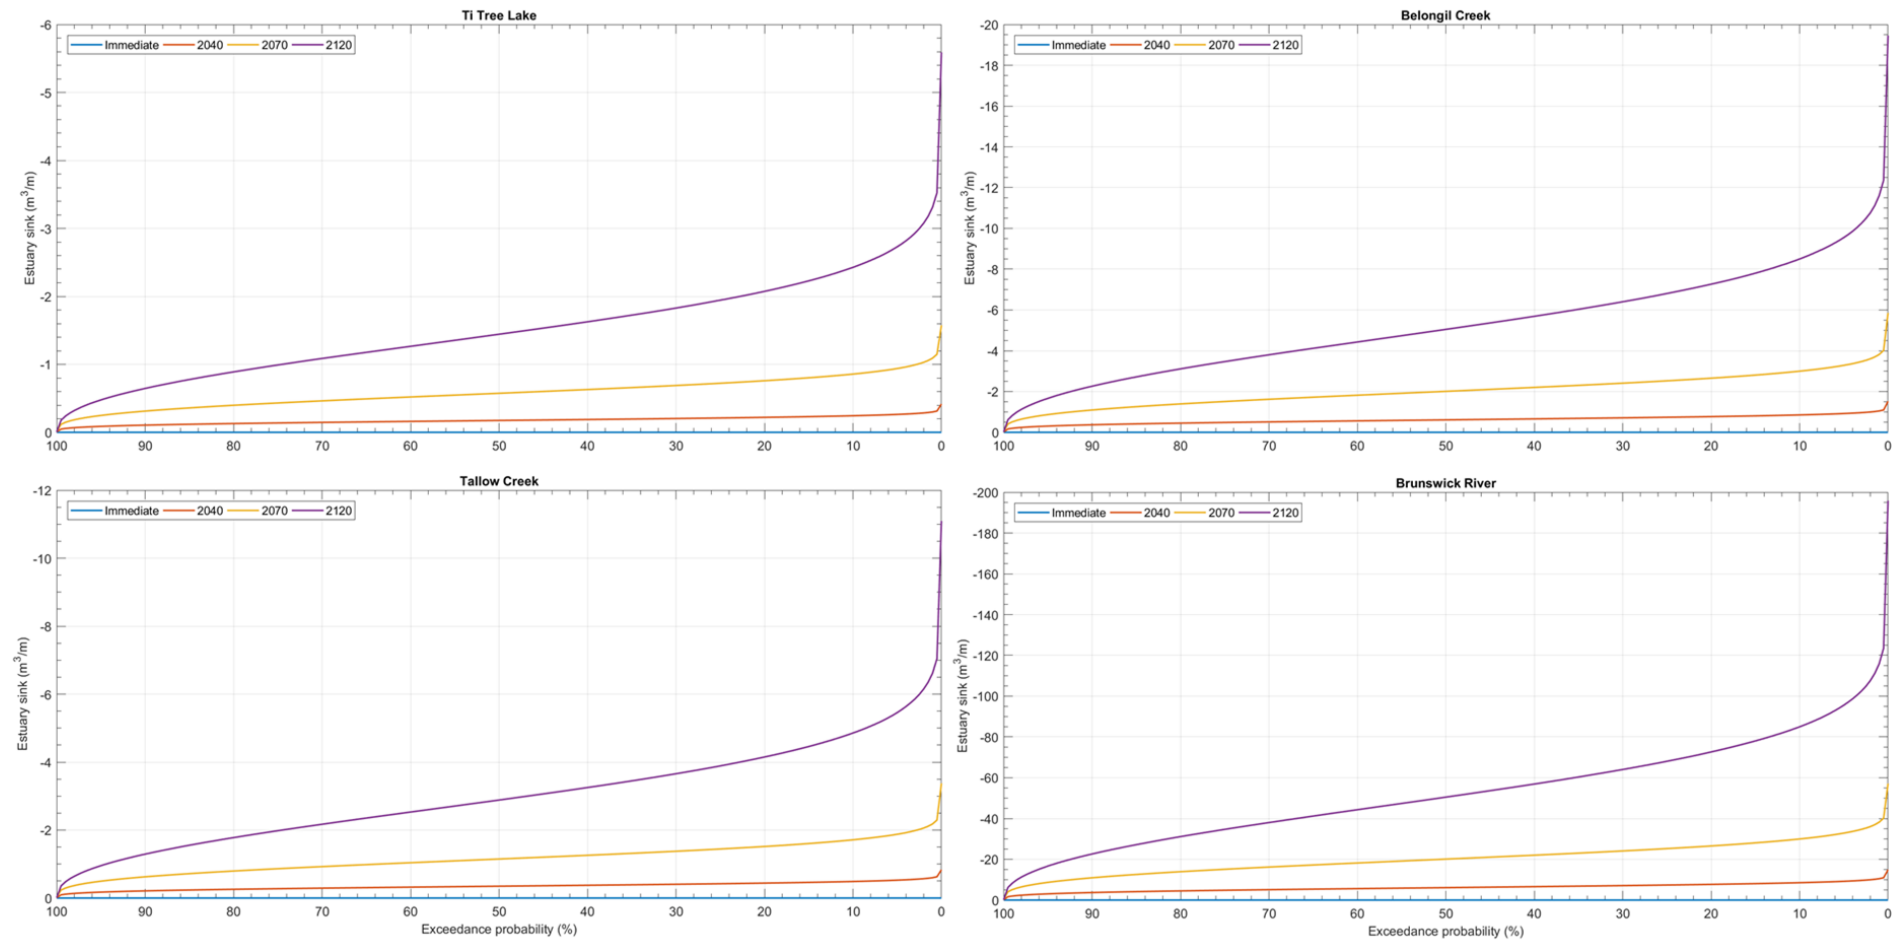 Ti Tree Lake
Immediate 2040 2070 2120
Estuary sink (m³/m)
-6
-5
-4
-3
-2
-1
0
100 90 80 70 60 50 40 30 20 10 0
Belongil Creek
Immediate 2040 2070 2120
Estuary sink (m³/m)
-20
-18
-16
-14
-12
-10
-8
-6
-4
-2
0
100 90 80 70 60 50 40 30 20 10 0
Tallow Creek
Immediate 2040 2070 2120
Estuary sink (m³/m)
-12
-10
-8
-6
-4
-2
0
100 90 80 70 60 50 40 30 20 10 0
Exceedance probability (%)
Brunswick River
Immediate 2040 2070 2120
Estuary sink (m³/m)
-200
-180
-160
-140
-120
-100
-80
-60
-40
-20
0
100 90 80 70 60 50 40 30 20 10 0
Exceedance probability (%)